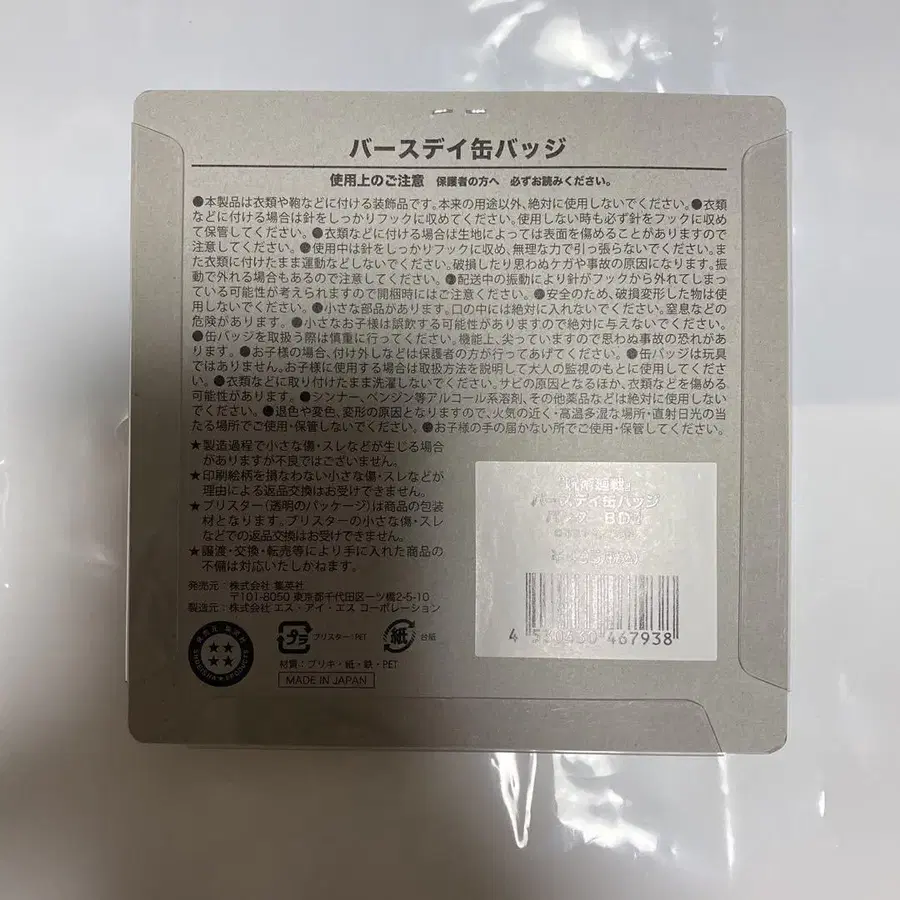 バースデイ缶バッジ
使用上のご注意 保護者の方へ 必ずお読みください。
●本製品は衣類や鞄などに付ける装飾品です。本来の用途以外、絶対に使用しないでください。●衣類
などに付ける場合は針をしっかりフックに収めてください。使用しない時も必ず針をフックに収め
て保管してください。●衣類などに付ける場合は生地によっては表面を傷めることがありますので
注意してください。●使用中は針をしっかりフックに収め、無理な力で引っ張らないでください。ま
た衣類に付けたまま運動などしないでください。破損したり思わぬケガや事故の原因になります。振
動で外れる場合もあるので注意してください。●配送中の振動により針がフックから外れてしまっ
ている可能性が考えられますので開梱時にはご注意ください。●安全のため、破損変形した物は使
用しないでください。●小さい部品があります。口の中には絶対に入れないでください。窒息などの
危険があります。●小さなお子様は誤飲する可能性がありますので絶対に与えないでください。
●缶バッジを取扱う際は慎重に行ってください。機能上、尖っていますので思わぬ事故の恐れがあ
ります。●お子様の場合、付け外しなどは保護者の方が行ってあげてください。●缶バッジは玩具
ではありません。お子様に使用する場合は取扱方法を説明して大人の監視のもとに使用してくださ
い。●衣類などに取り付けたまま洗濯しないでください。サビの原因となるほか、衣類などを傷める
可能性があります。●シンナー、ベンジン等アルコール系溶剤、その他薬品などは絶対に使用しない
でください。●退色や変色、変形の原因となりますので、火気の近く・高温多湿な場所・直射日光の当
たる場所でご使用・保管しないでください。●お子様の手の届かない所でご使用・保管してください。
★製造過程で小さな傷・スレなどが生じる場合
がありますが不良ではございません。
★印刷絵柄を損なわない小さな傷・スレなどが
理由による返品交換はお受けできません。
★ブリスター(透明のパッケージ)は商品の包装
材となります。ブリスターの小さな傷・スレ
などでの返品交換はお受けできません。
★譲渡・交換・転売等により手に入れた商品の
不備は対応いたしかねます。
発売元:株式会社 集英社
〒101-8050 東京都千代田区一ツ橋2-5-10
製造元:株式会社 エス・アイ・エス コーポレーション
プラ ブリスター:PET 紙 台紙
材質:ブリキ・紙・鉄・PET
MADE IN JAPAN
バースデイ缶バッジ
467938